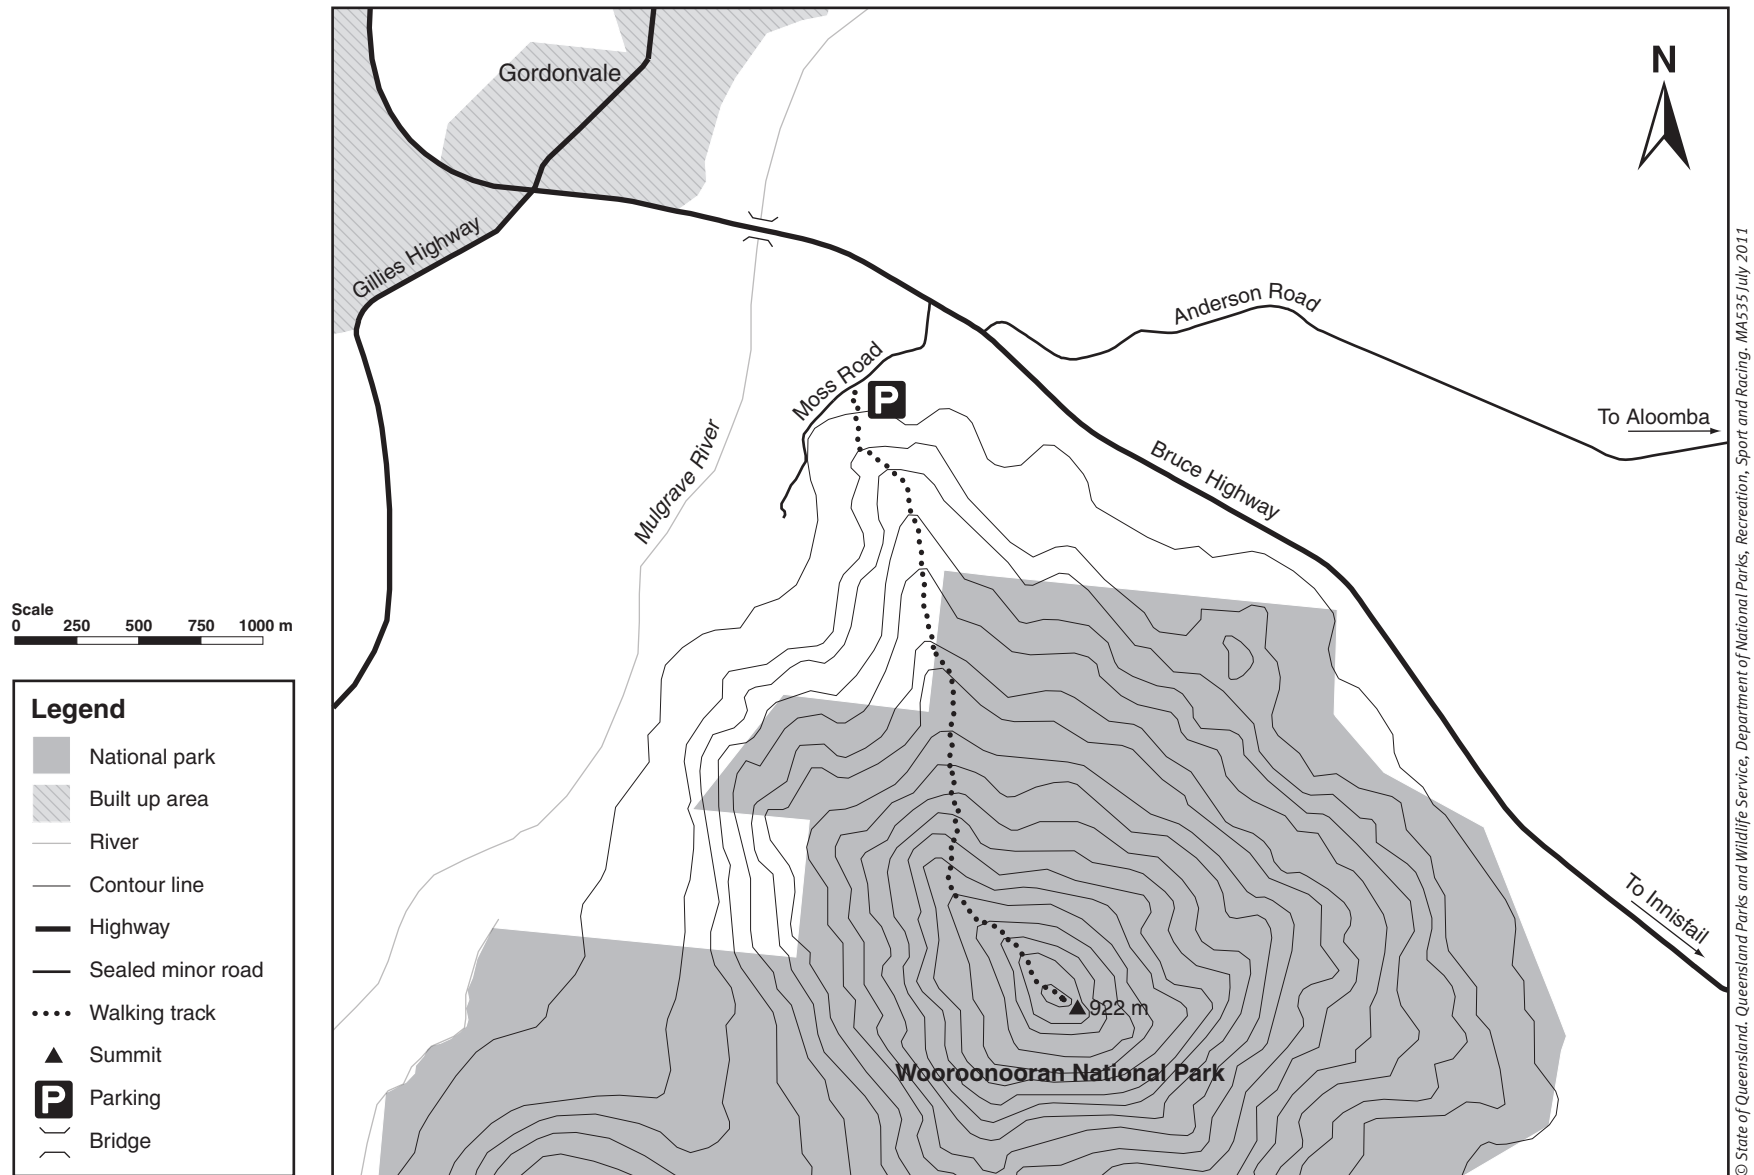 Gordonvale
N
Gillies Highway
Anderson Road
Moss Road
P
To Aloomba
Mulgrave River
Bruce Highway
To Innisfail
922 m
Wooroonooran National Park
Scale
0 250 500 750 1000 m
Legend
National park
Built up area
River
Contour line
Highway
Sealed minor road
Walking track
Summit
P Parking
Bridge
© State of Queensland. Queensland Parks and Wildlife Service, Department of National Parks, Recreation, Sport and Racing. MA535 July 2011